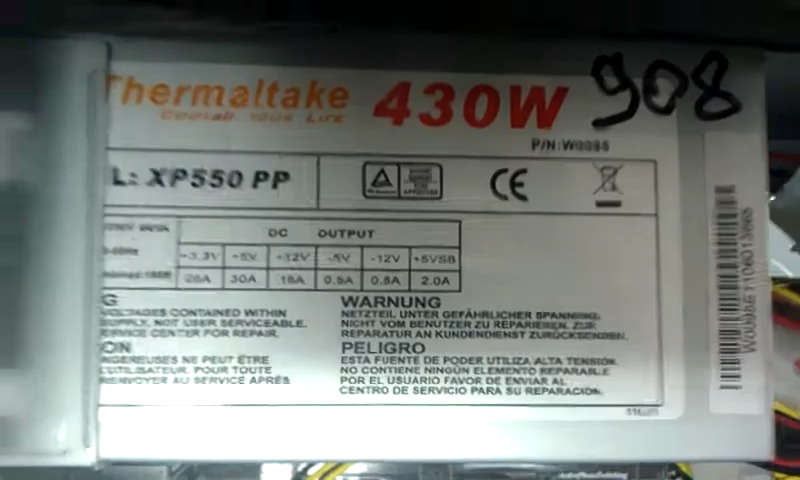 Thermaltake 430W 908
COOLALL YOUR LIFE
P/N:W0095
L: XP550 PP CE
DC OUTPUT
+3.3V +5V +12V -5V -12V +5VSB
28A 30A 18A 0.5A 0.8A 2.0A
G
VOLTAGES CONTAINED WITHIN
SUPPLY, NOT USER SERVICEABLE.
SERVICE CENTER FOR REPAIR.
WARNUNG
NETZTEIL UNTER GEFÄHRLICHER SPANNUNG.
NICHT VOM BENUTZER ZU REPARIEREN. ZUR
REPARATUR AN KUNDENDIENST ZURÜCKSENDEN.
ON
NGEREUSES NE PEUT ÊTRE
L'UTILISATEUR. POUR TOUTE
RENVOYER AU SERVICE APRÈS
PELIGRO
ESTA FUENTE DE PODER UTILIZA ALTA TENSIÓN.
NO CONTIENE NINGÚN ELEMENTO REPARABLE
POR EL USUARIO FAVOR DE ENVIAR AL
CENTRO DE SERVICIO PARA SU REPARACIÓN.